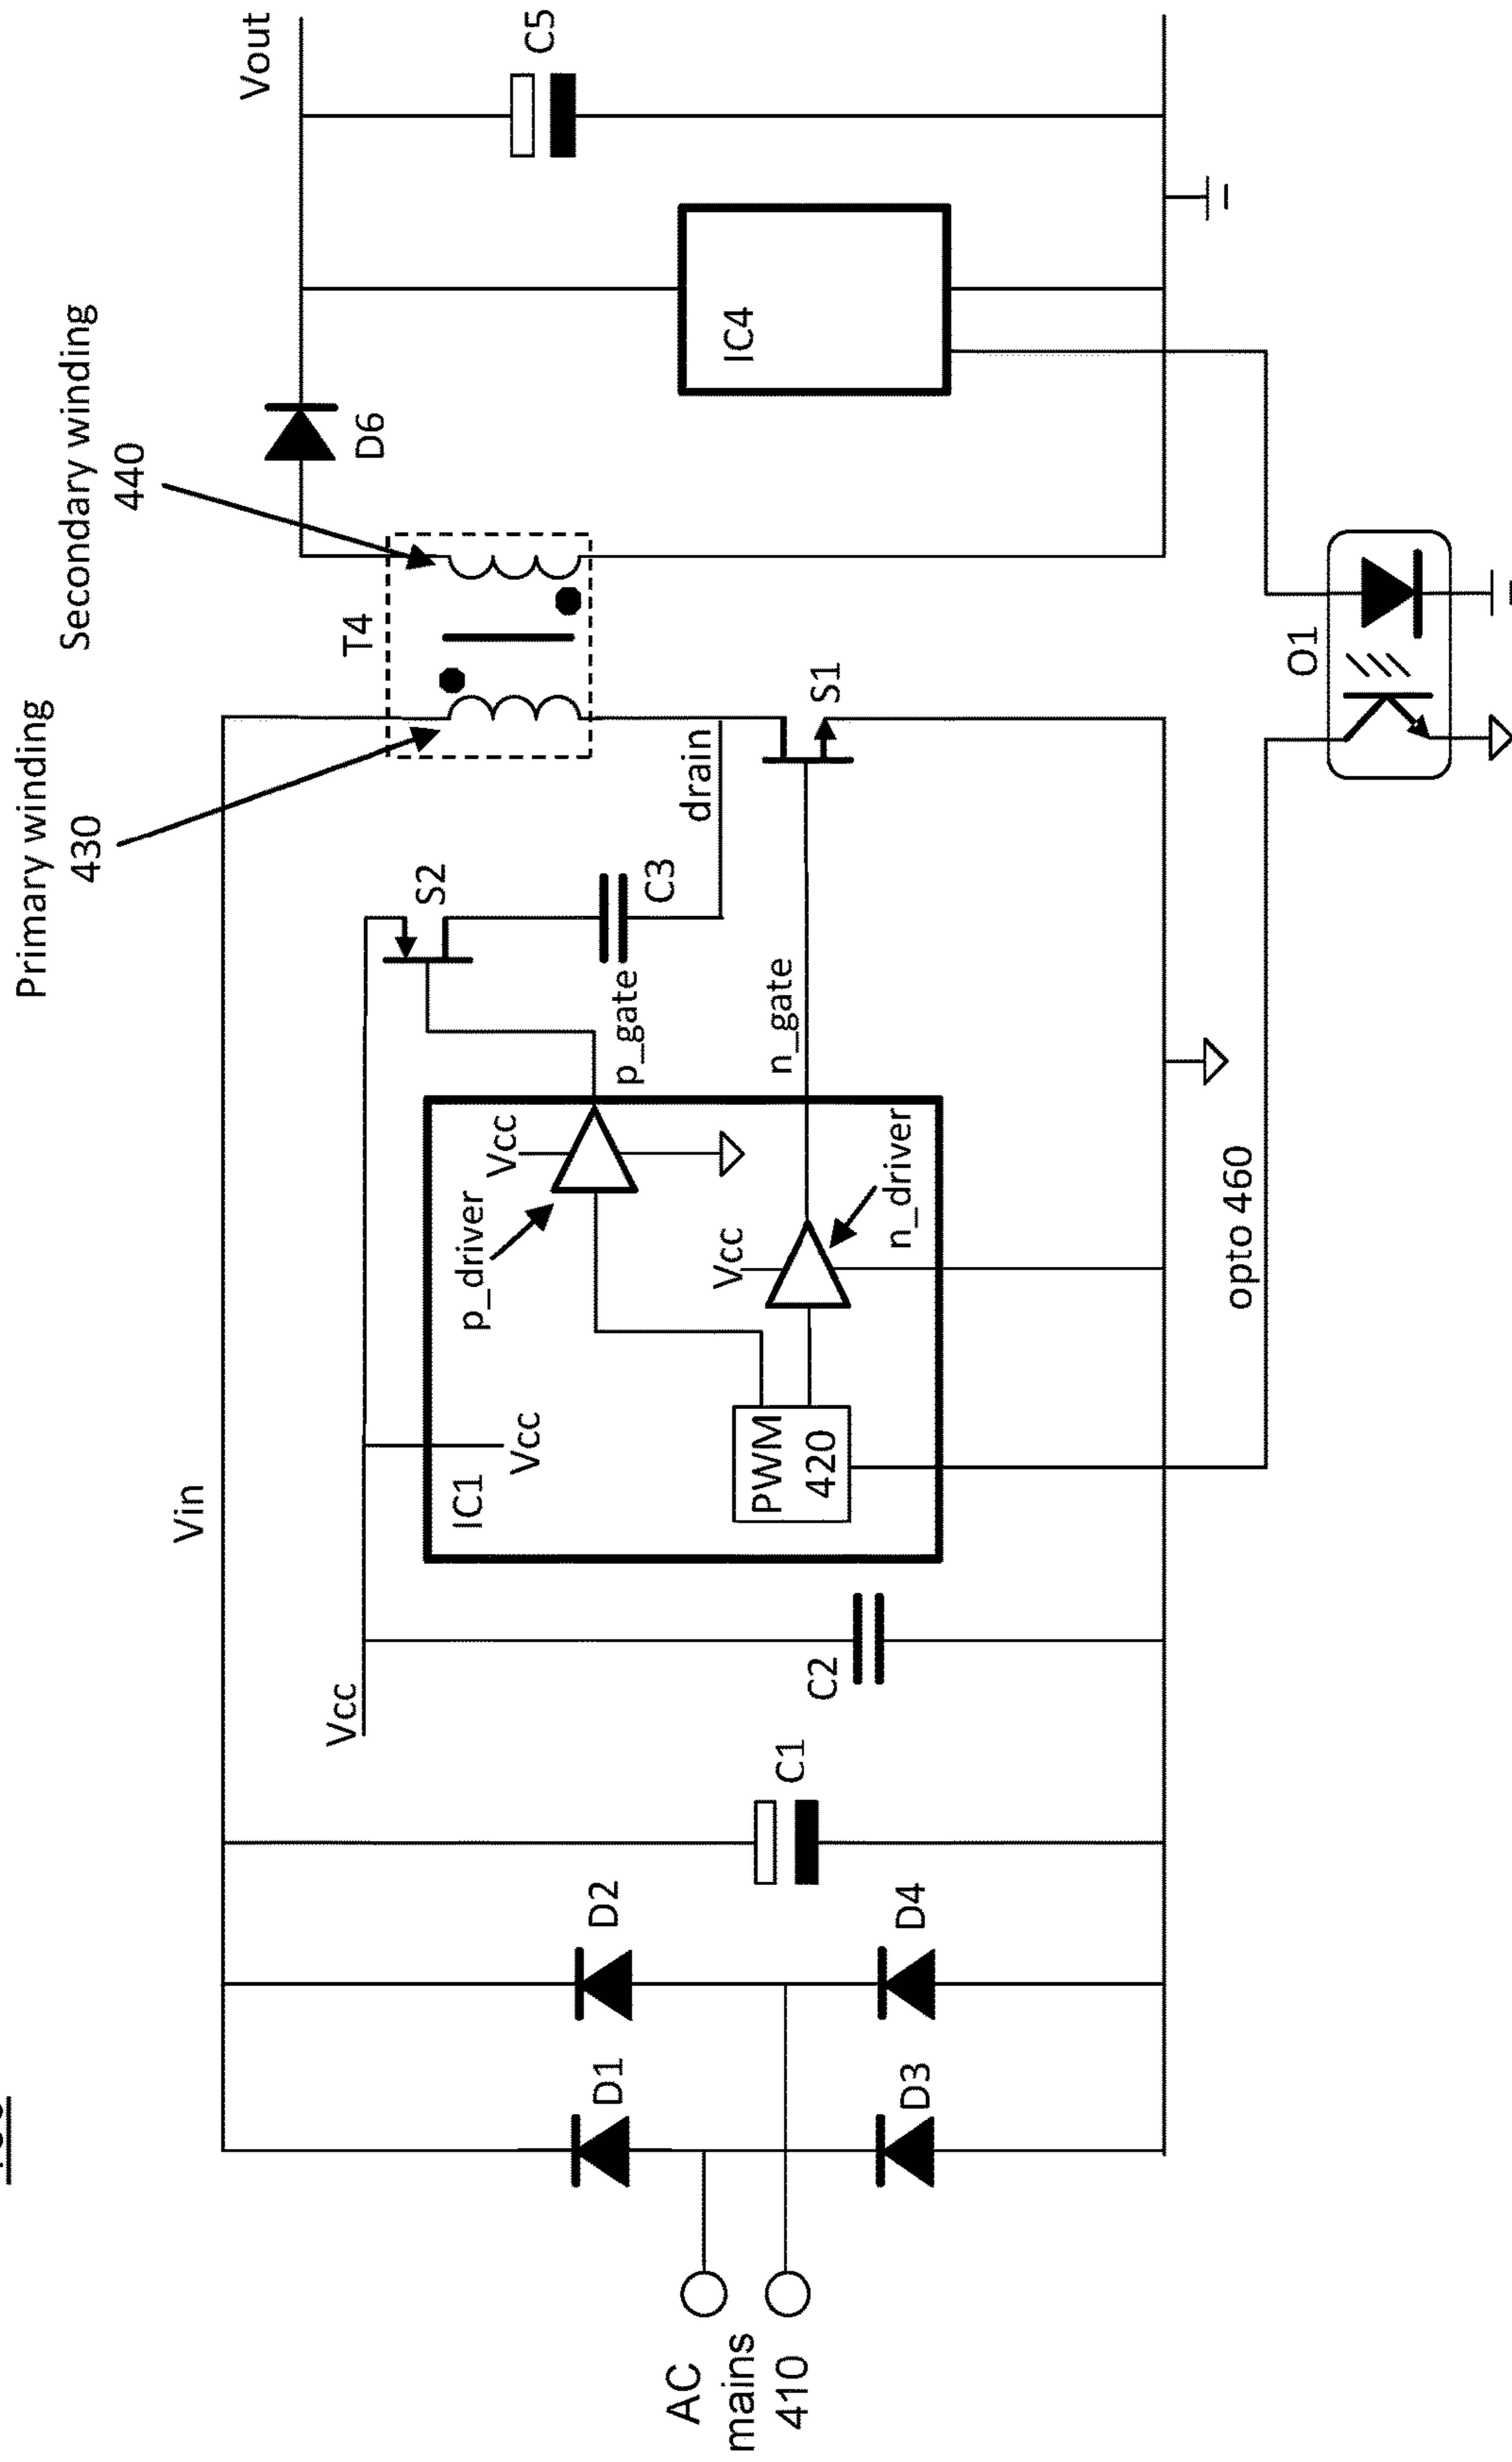 Primary winding
430
Secondary winding
440
Vin
Vout
T4
D6
C5
Vcc
S2
C3
drain
S1
IC4
IC1
Vcc
p_driver
Vcc
p_gate
n_gate
Vcc
n_driver
PWM
420
C1
C2
D1
D2
D3
D4
AC
mains
410
opto 460
O1